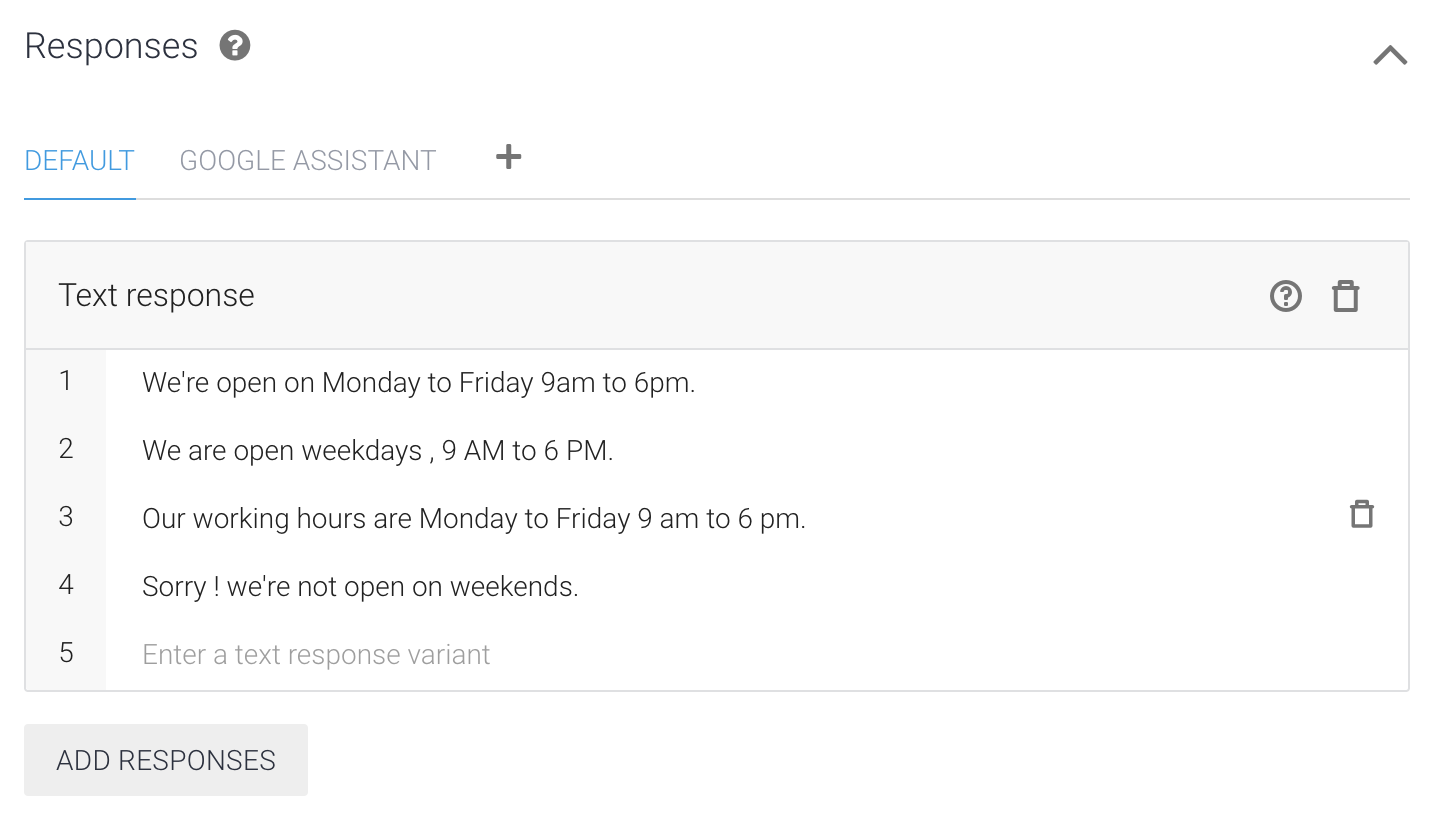 Responses
DEFAULT GOOGLE ASSISTANT
Text response
1 We're open on Monday to Friday 9am to 6pm.
2 We are open weekdays , 9 AM to 6 PM.
3 Our working hours are Monday to Friday 9 am to 6 pm.
4 Sorry ! we're not open on weekends.
5 Enter a text response variant
ADD RESPONSES